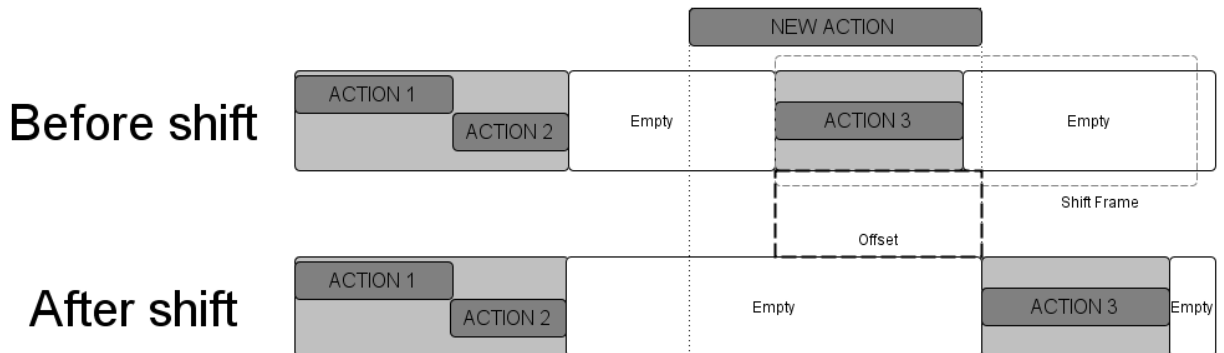 NEW ACTION
Before shift
ACTION 1
ACTION 2
Empty
ACTION 3
Empty
Shift Frame
Offset
After shift
ACTION 1
ACTION 2
Empty
ACTION 3
Empty